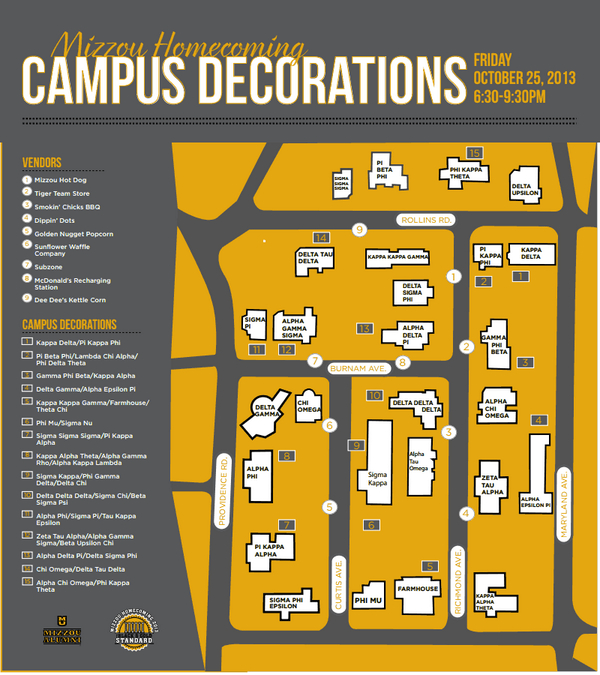 Mizzou Homecoming
CAMPUS DECORATIONS
FRIDAY
OCTOBER 25, 2013
6:30-9:30PM
VENDORS
1 Mizzou Hot Dog
2 Tiger Team Store
3 Smokin' Chicks BBQ
4 Dippin' Dots
5 Golden Nugget Popcorn
6 Sunflower Waffle
Company
7 Subzone
8 McDonald's Recharging
Station
9 Dee Dee's Kettle Corn
CAMPUS DECORATIONS
1 Kappa Delta/Pi Kappa Phi
2 Pi Beta Phi/Lambda Chi Alpha/
Phi Delta Theta
3 Gamma Phi Beta/Kappa Alpha
4 Delta Gamma/Alpha Epsilon Pi
5 Kappa Kappa Gamma/Farmhouse/
Theta Chi
6 Phi Mu/Sigma Nu
7 Sigma Sigma Sigma/Pi Kappa
Alpha
8 Kappa Alpha Theta/Alpha Gamma
Rho/Alpha Kappa Lambda
9 Sigma Kappa/Phi Gamma
Delta/Delta Chi
10 Delta Delta Delta/Sigma Chi/Beta
Sigma Psi
11 Alpha Phi/Sigma Pi/Tau Kappa
Epsilon
12 Zeta Tau Alpha/Alpha Gamma
Sigma/Beta Upsilon Chi
Alpha Delta Pi/Delta Sigma Phi
Chi Omega/Delta Tau Delta
Alpha Chi Omega/Phi Kappa
Theta
MIZZOU
ALUMNI
MIZZOU HOMECOMING 2013
STANDARD
15
SIGMA
SIGMA
SIGMA
PI
BETA
PHI
PHI KAPPA
THETA
DELTA
UPSILON
ROLLINS RD.
9
14
DELTA TAU
DELTA
KAPPA KAPPA GAMMA
PI
KAPPA
PHI
KAPPA
DELTA
1
2
1
DELTA
SIGMA
PHI
SIGMA
PI
ALPHA
GAMMA
SIGMA
13
ALPHA
DELTA
PI
GAMMA
PHI
BETA
11
12
2
3
7
8
BURNAM AVE.
DELTA
GAMMA
CHI
OMEGA
10
DELTA DELTA DELTA
ALPHA
CHI
OMEGA
4
6
3
9
8
ALPHA
PHI
Sigma
Kappa
Alpha
Tau
Omega
ZETA
TAU
ALPHA
ALPHA
EPSILON PI
PROVIDENCE RD.
MARYLAND AVE.
5
4
7
6
PI KAPPA
ALPHA
5
CURTIS AVE.
RICHMOND AVE.
SIGMA PHI
EPSILON
PHI MU
FARMHOUSE
KAPPA
ALPHA
THETA